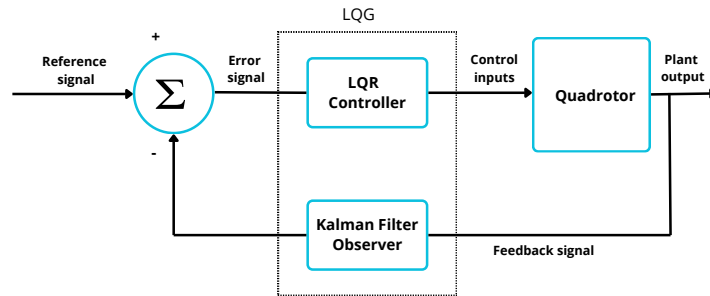 LQG
+
Reference
signal
Σ
-
Error
signal
LQR
Controller
Control
inputs
Quadrotor
Plant
output
Kalman Filter
Observer
Feedback signal